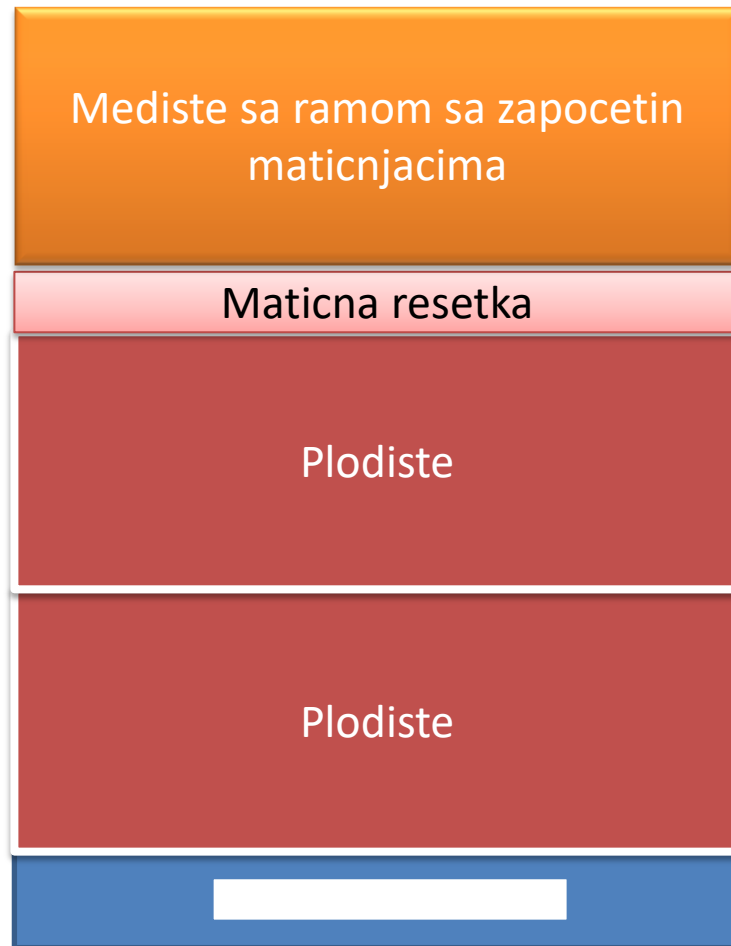 Mediste sa ramom sa zapocetin
maticnjacima
Maticna resetka
Plodiste
Plodiste